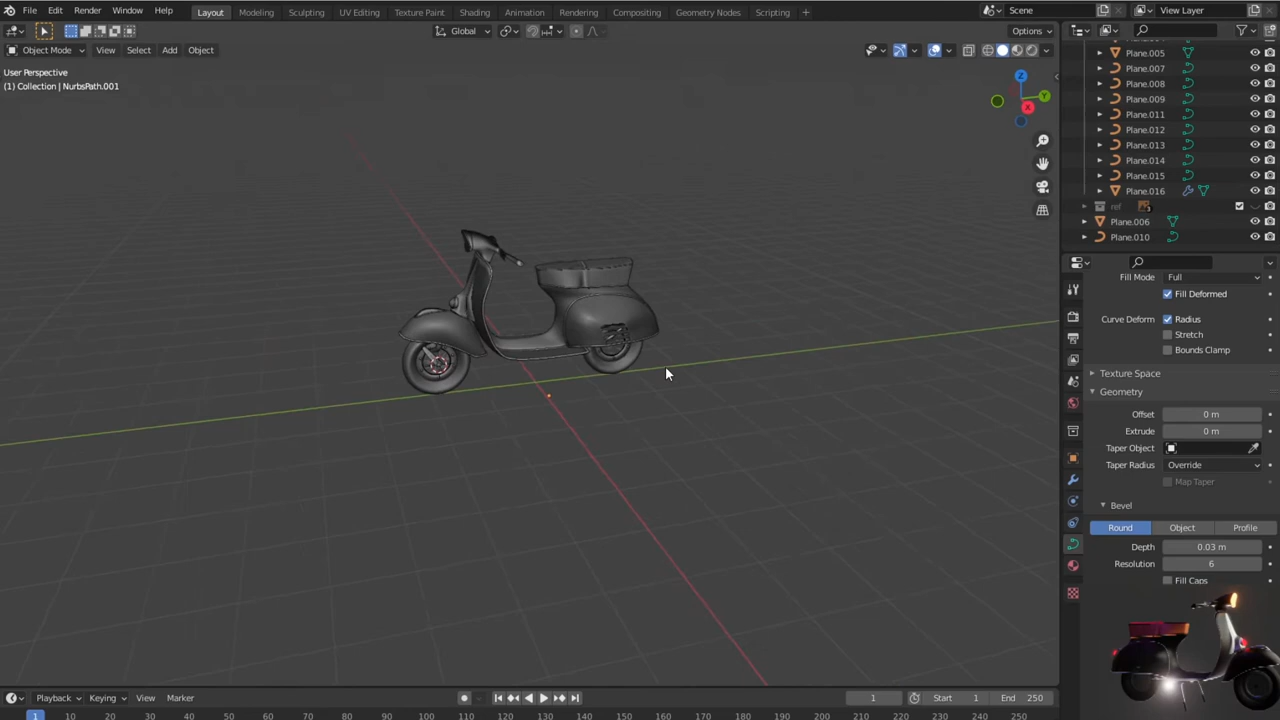 File Edit Render Window Help Layout Modeling Sculpting UV Editing Texture Paint Shading Animation Rendering Compositing Geometry Nodes Scripting + Scene View Layer
Global Options
Object Mode View Select Add Object
User Perspective
(1) Collection | NurbsPath.001
Z
Y
X
Plane.005
Plane.007
Plane.008
Plane.009
Plane.011
Plane.012
Plane.013
Plane.014
Plane.015
Plane.016
ref
Plane.006
Plane.010
Fill Mode Full
Fill Deformed
Curve Deform Radius
Stretch
Bounds Clamp
Texture Space
Geometry
Offset 0 m
Extrude 0 m
Taper Object
Taper Radius Override
Map Taper
Bevel
Round Object Profile
Depth 0.03 m
Resolution 6
Fill Caps
Playback Keying View Marker 1 Start 1 End 250
1 10 20 30 40 50 60 70 80 90 100 110 120 130 140 150 160 170 180 190 200 210 220 230 240 250